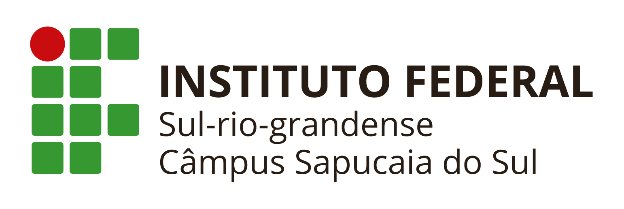 INSTITUTO FEDERAL
Sul-rio-grandense
Câmpus Sapucaia do Sul